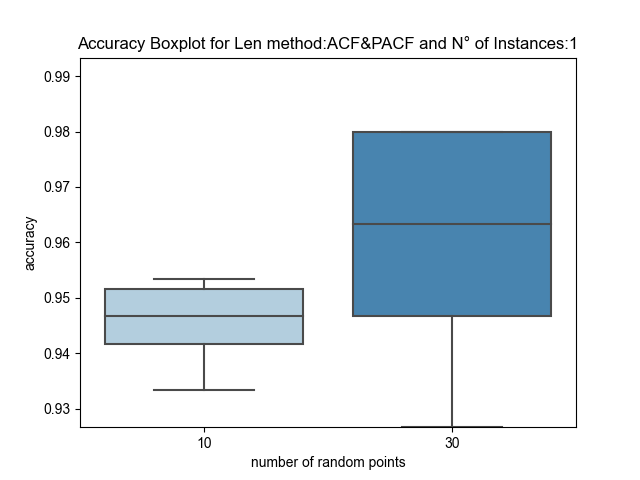 Accuracy Boxplot for Len method:ACF&PACF and N° of Instances:1
0.99
0.98
0.97
0.96
0.95
0.94
0.93
accuracy
10 30
number of random points